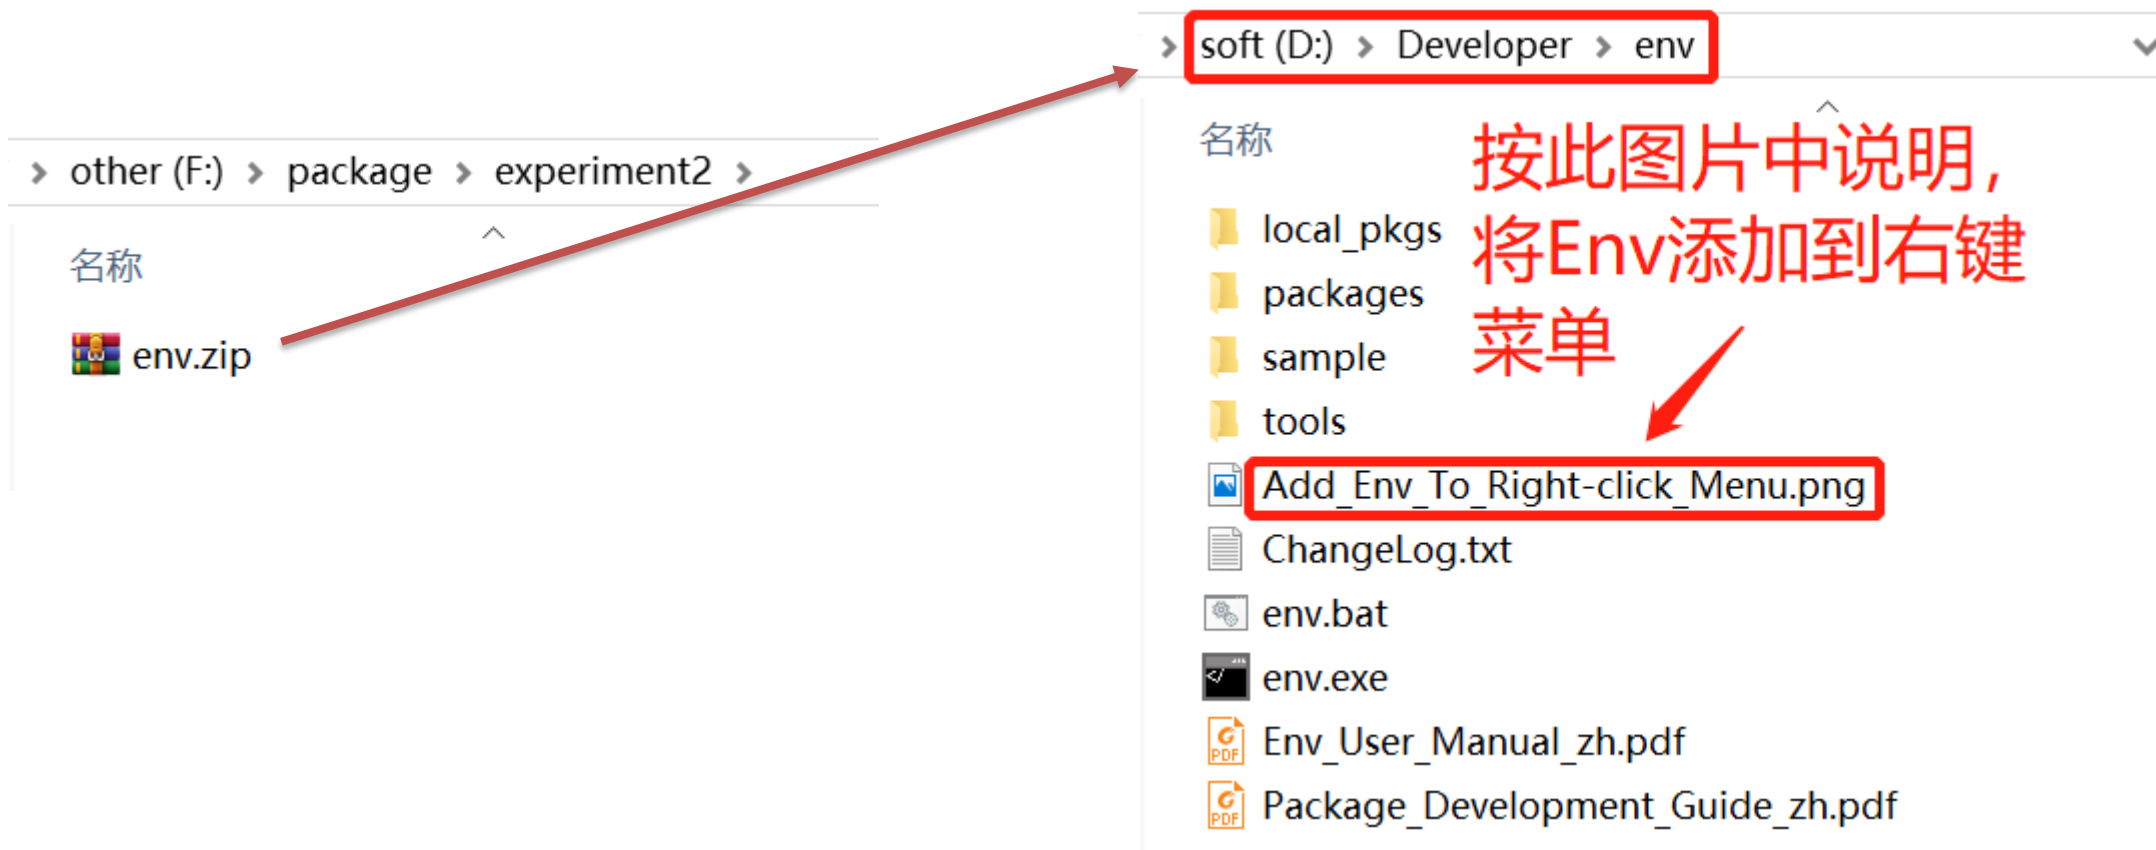 other (F:) > package > experiment2 >
名称
env.zip
soft (D:) > Developer > env
名称
按此图片中说明，
将Env添加到右键
菜单
local_pkgs
packages
sample
tools
Add_Env_To_Right-click_Menu.png
ChangeLog.txt
env.bat
env.exe
Env_User_Manual_zh.pdf
Package_Development_Guide_zh.pdf